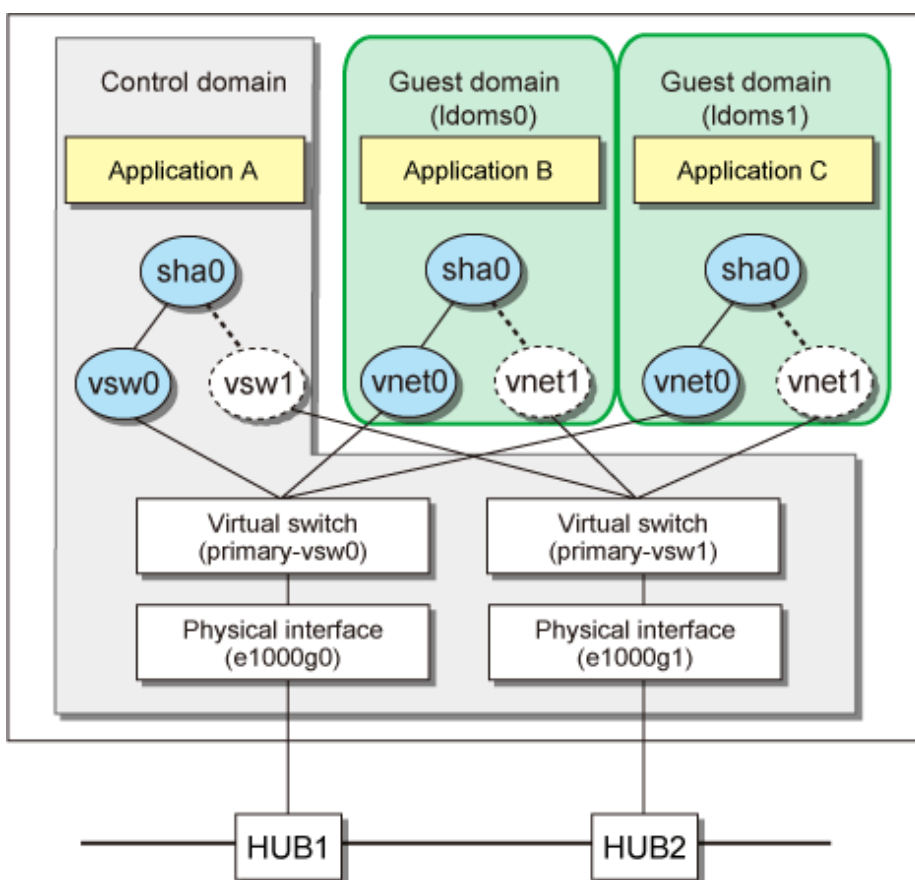 Control domain
Guest domain
(ldoms0)
Guest domain
(ldoms1)
Application A
Application B
Application C
sha0
sha0
sha0
vsw0
vsw1
vnet0
vnet1
vnet0
vnet1
Virtual switch
(primary-vsw0)
Virtual switch
(primary-vsw1)
Physical interface
(e1000g0)
Physical interface
(e1000g1)
HUB1
HUB2